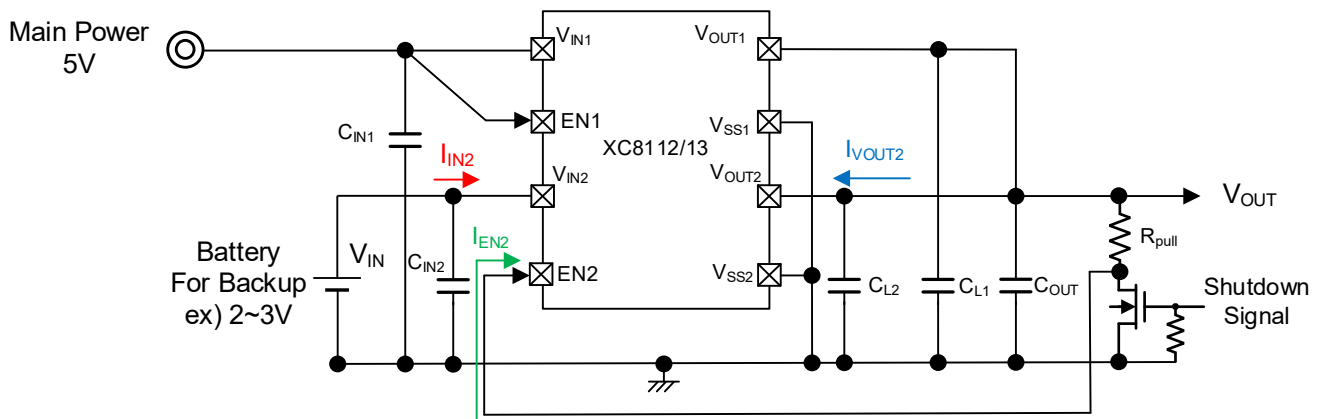 Main Power
5V
VIN1
VOUT1
CIN1
EN1
VSS1
XC8112/13
IIN2
VIN2
VOUT2
IVOUT2
VOUT
Battery
For Backup
ex) 2~3V
VIN
CIN2
IEN2
EN2
VSS2
CL2
CL1
COUT
Rpull
Shutdown
Signal